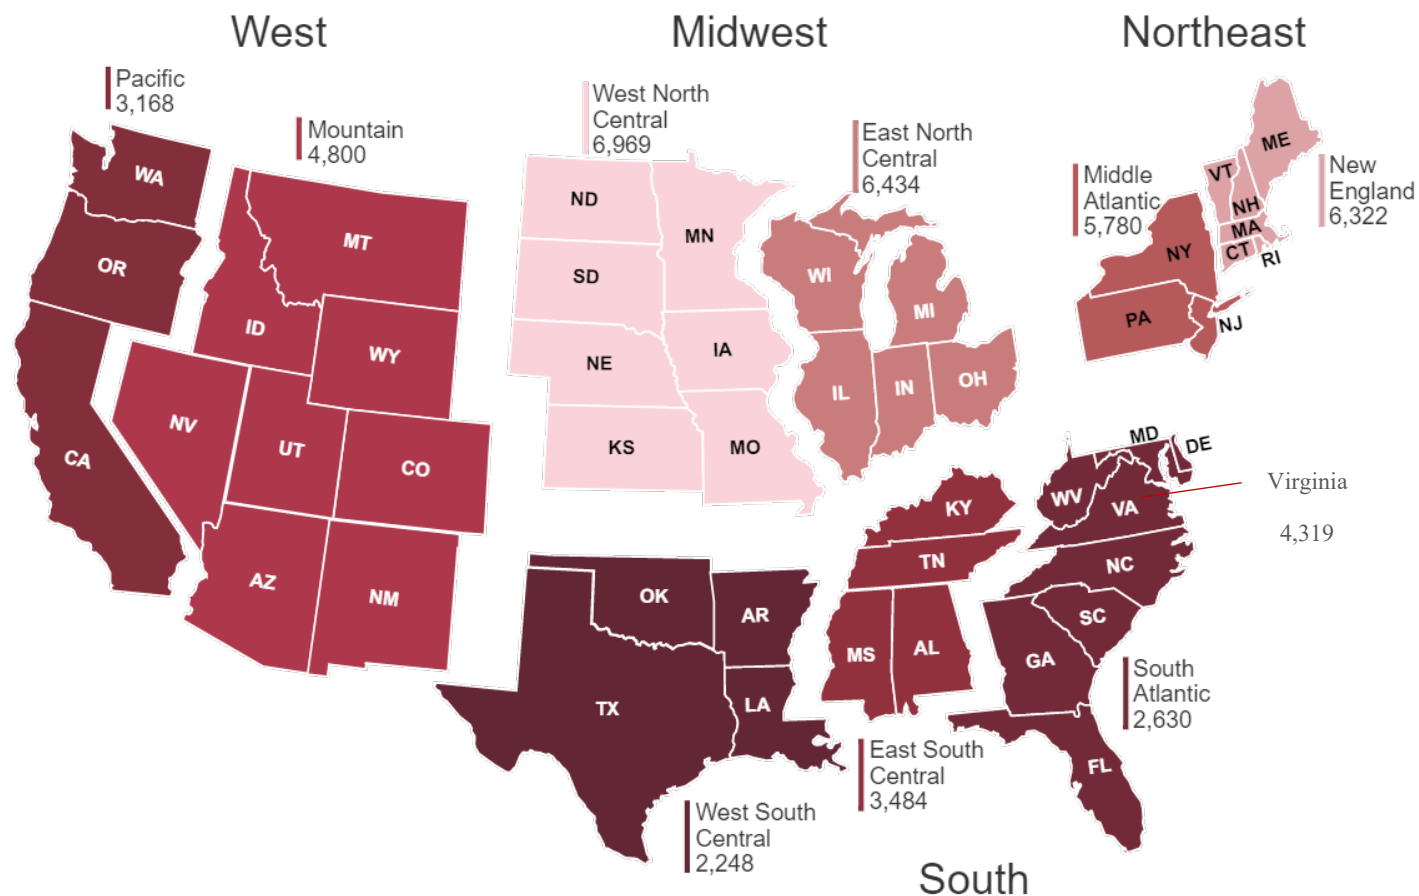 West
Midwest
Northeast
Pacific
3,168
Mountain
4,800
West North
Central
6,969
East North
Central
6,434
Middle
Atlantic
5,780
New
England
6,322
WA
OR
CA
MT
ID
WY
NV
UT
CO
AZ
NM
ND
SD
NE
KS
MN
IA
MO
WI
MI
IL
IN
OH
ME
VT
NH
MA
CT
RI
NY
PA
NJ
MD
DE
WV
VA
Virginia
4,319
KY
TN
NC
SC
MS
AL
GA
FL
OK
AR
TX
LA
South
Atlantic
2,630
East South
Central
3,484
West South
Central
2,248
South